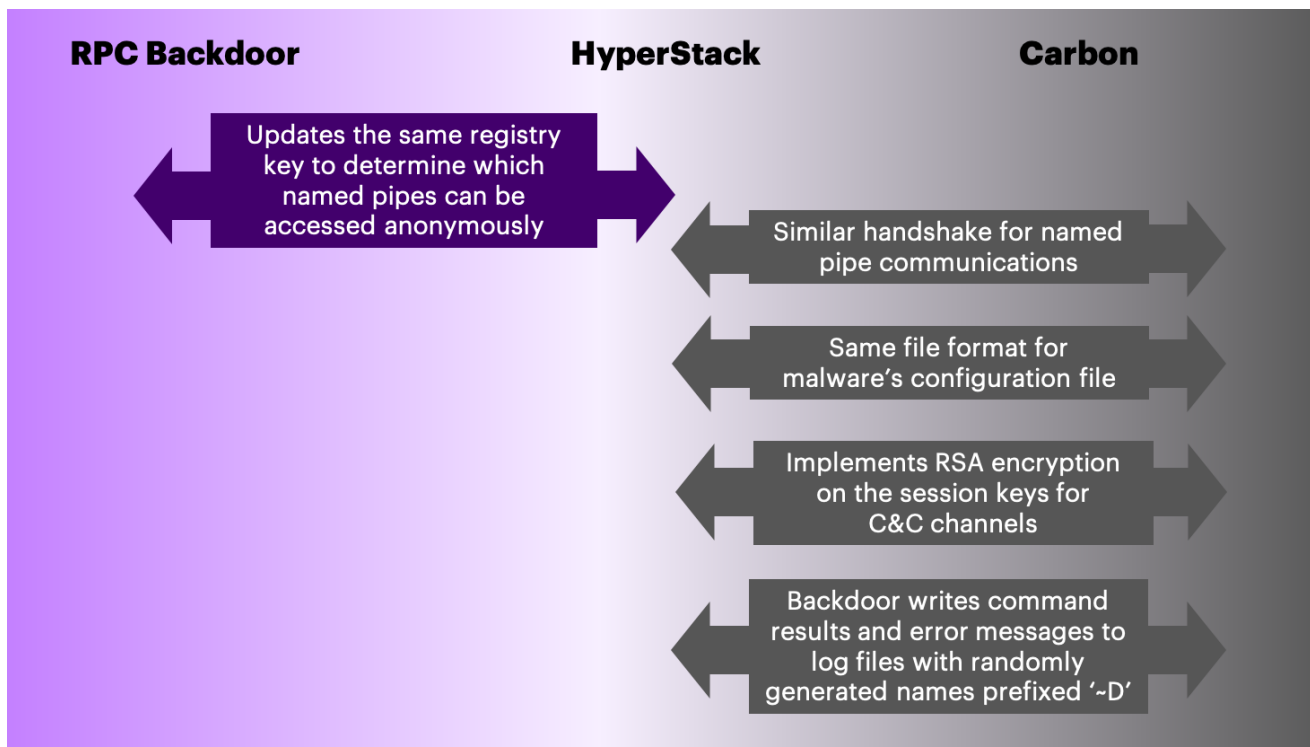 RPC Backdoor
HyperStack
Carbon
Updates the same registry
key to determine which
named pipes can be
accessed anonymously
Similar handshake for named
pipe communications
Same file format for
malware’s configuration file
Implements RSA encryption
on the session keys for
C&C channels
Backdoor writes command
results and error messages to
log files with randomly
generated names prefixed ‘~D’